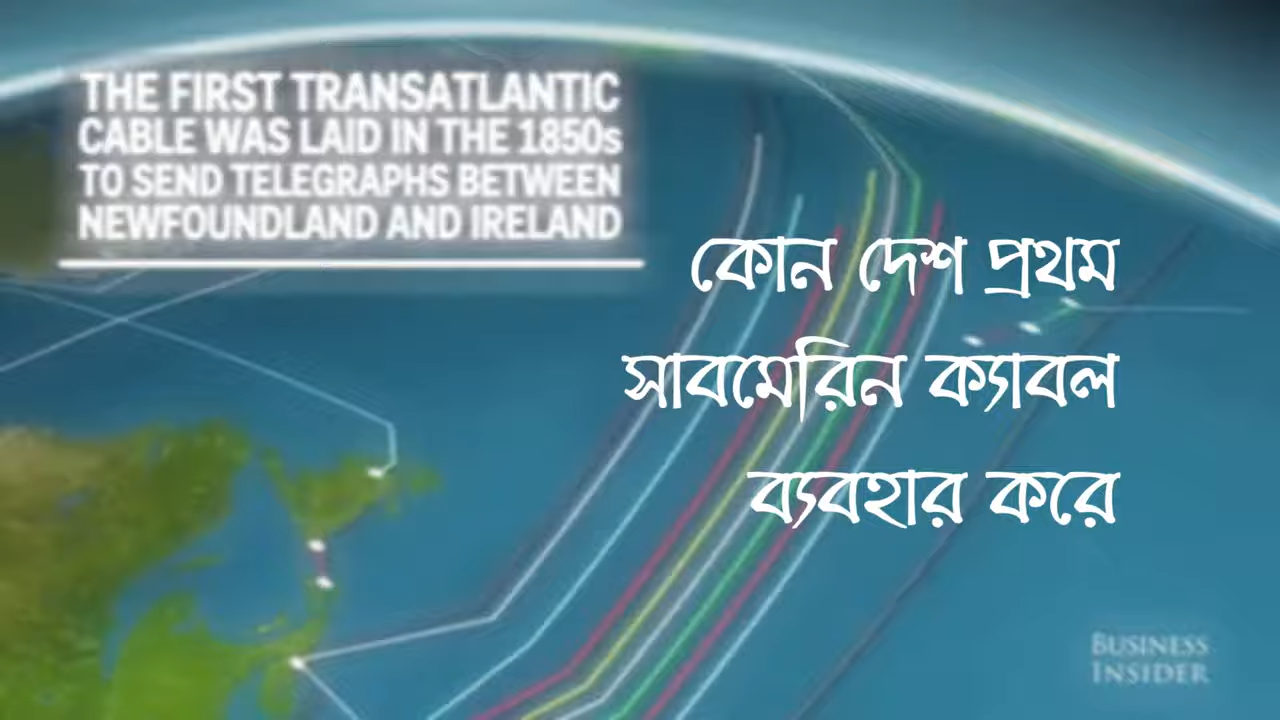 THE FIRST TRANSATLANTIC
CABLE WAS LAID IN THE 1850s
TO SEND TELEGRAPHS BETWEEN
NEWFOUNDLAND AND IRELAND
কোন দেশ প্রথম
সাবমেরিন ক্যাবল
ব্যবহার করে
BUSINESS
INSIDER